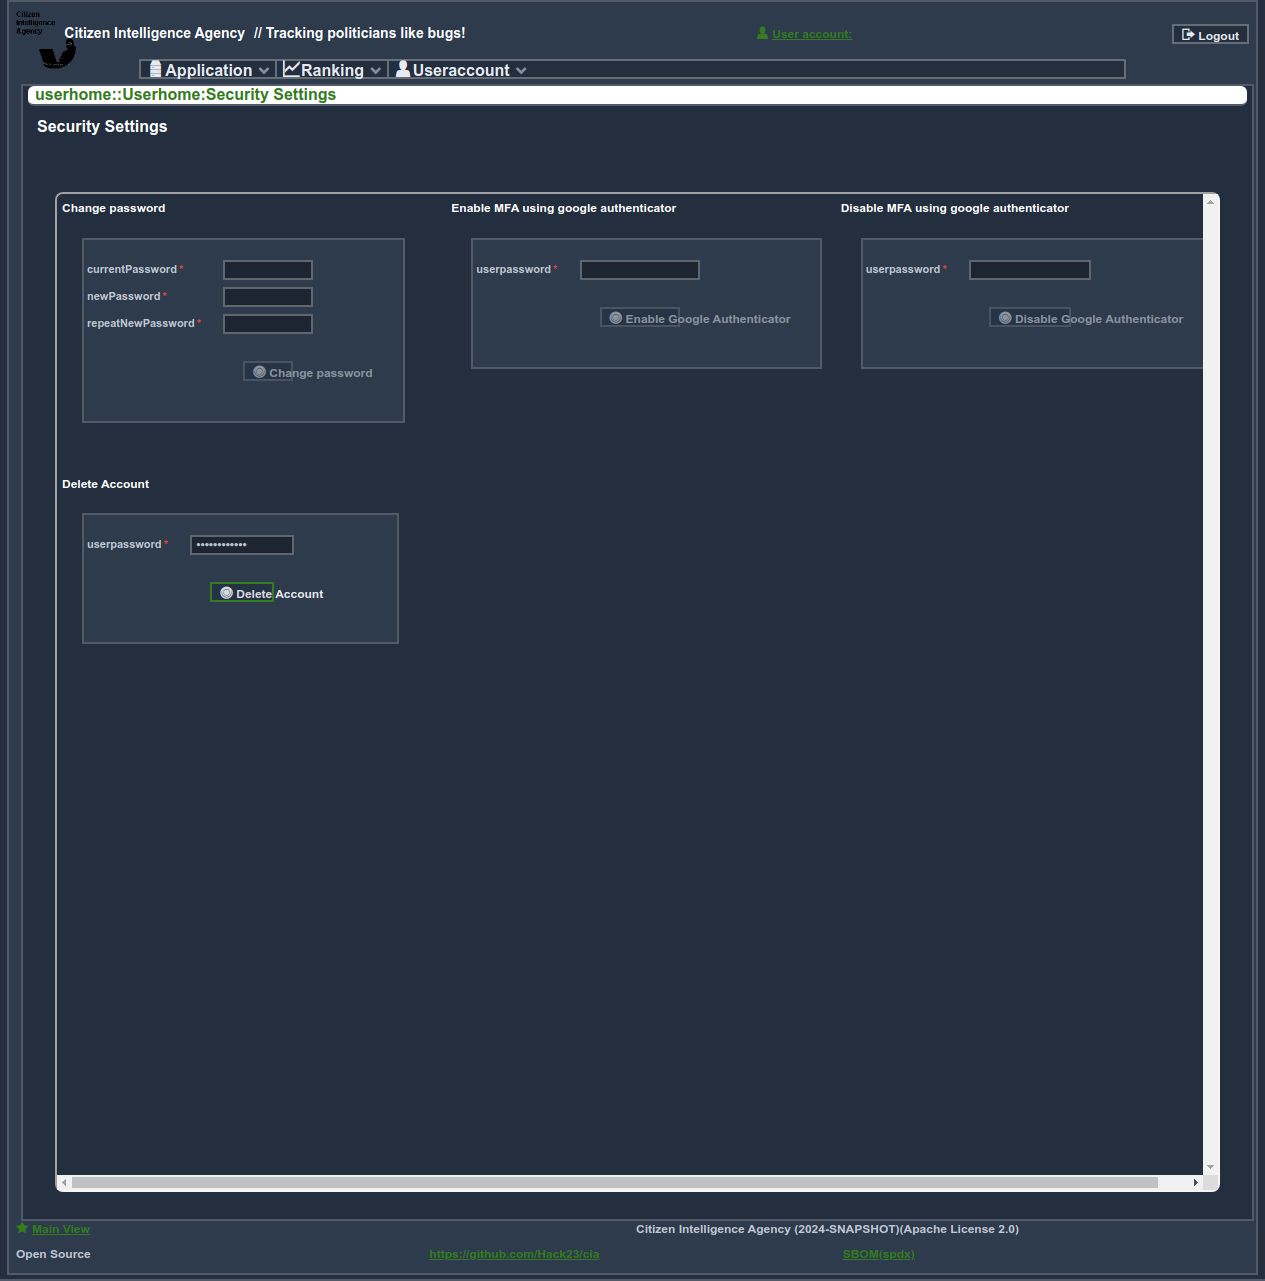 Citizen
Intelligence
Agency
Citizen Intelligence Agency // Tracking politicians like bugs!
User account:
Logout
Application
Ranking
Useraccount
userhome::Userhome:Security Settings
Security Settings
Change password
Enable MFA using google authenticator
Disable MFA using google authenticator
currentPassword *
newPassword *
repeatNewPassword *
Change password
userpassword *
Enable Google Authenticator
userpassword *
Disable Google Authenticator
Delete Account
userpassword *
••••••••••••
Delete Account
Main View
Citizen Intelligence Agency (2024-SNAPSHOT)(Apache License 2.0)
Open Source
https://github.com/Hack23/cia
SBOM(spdx)